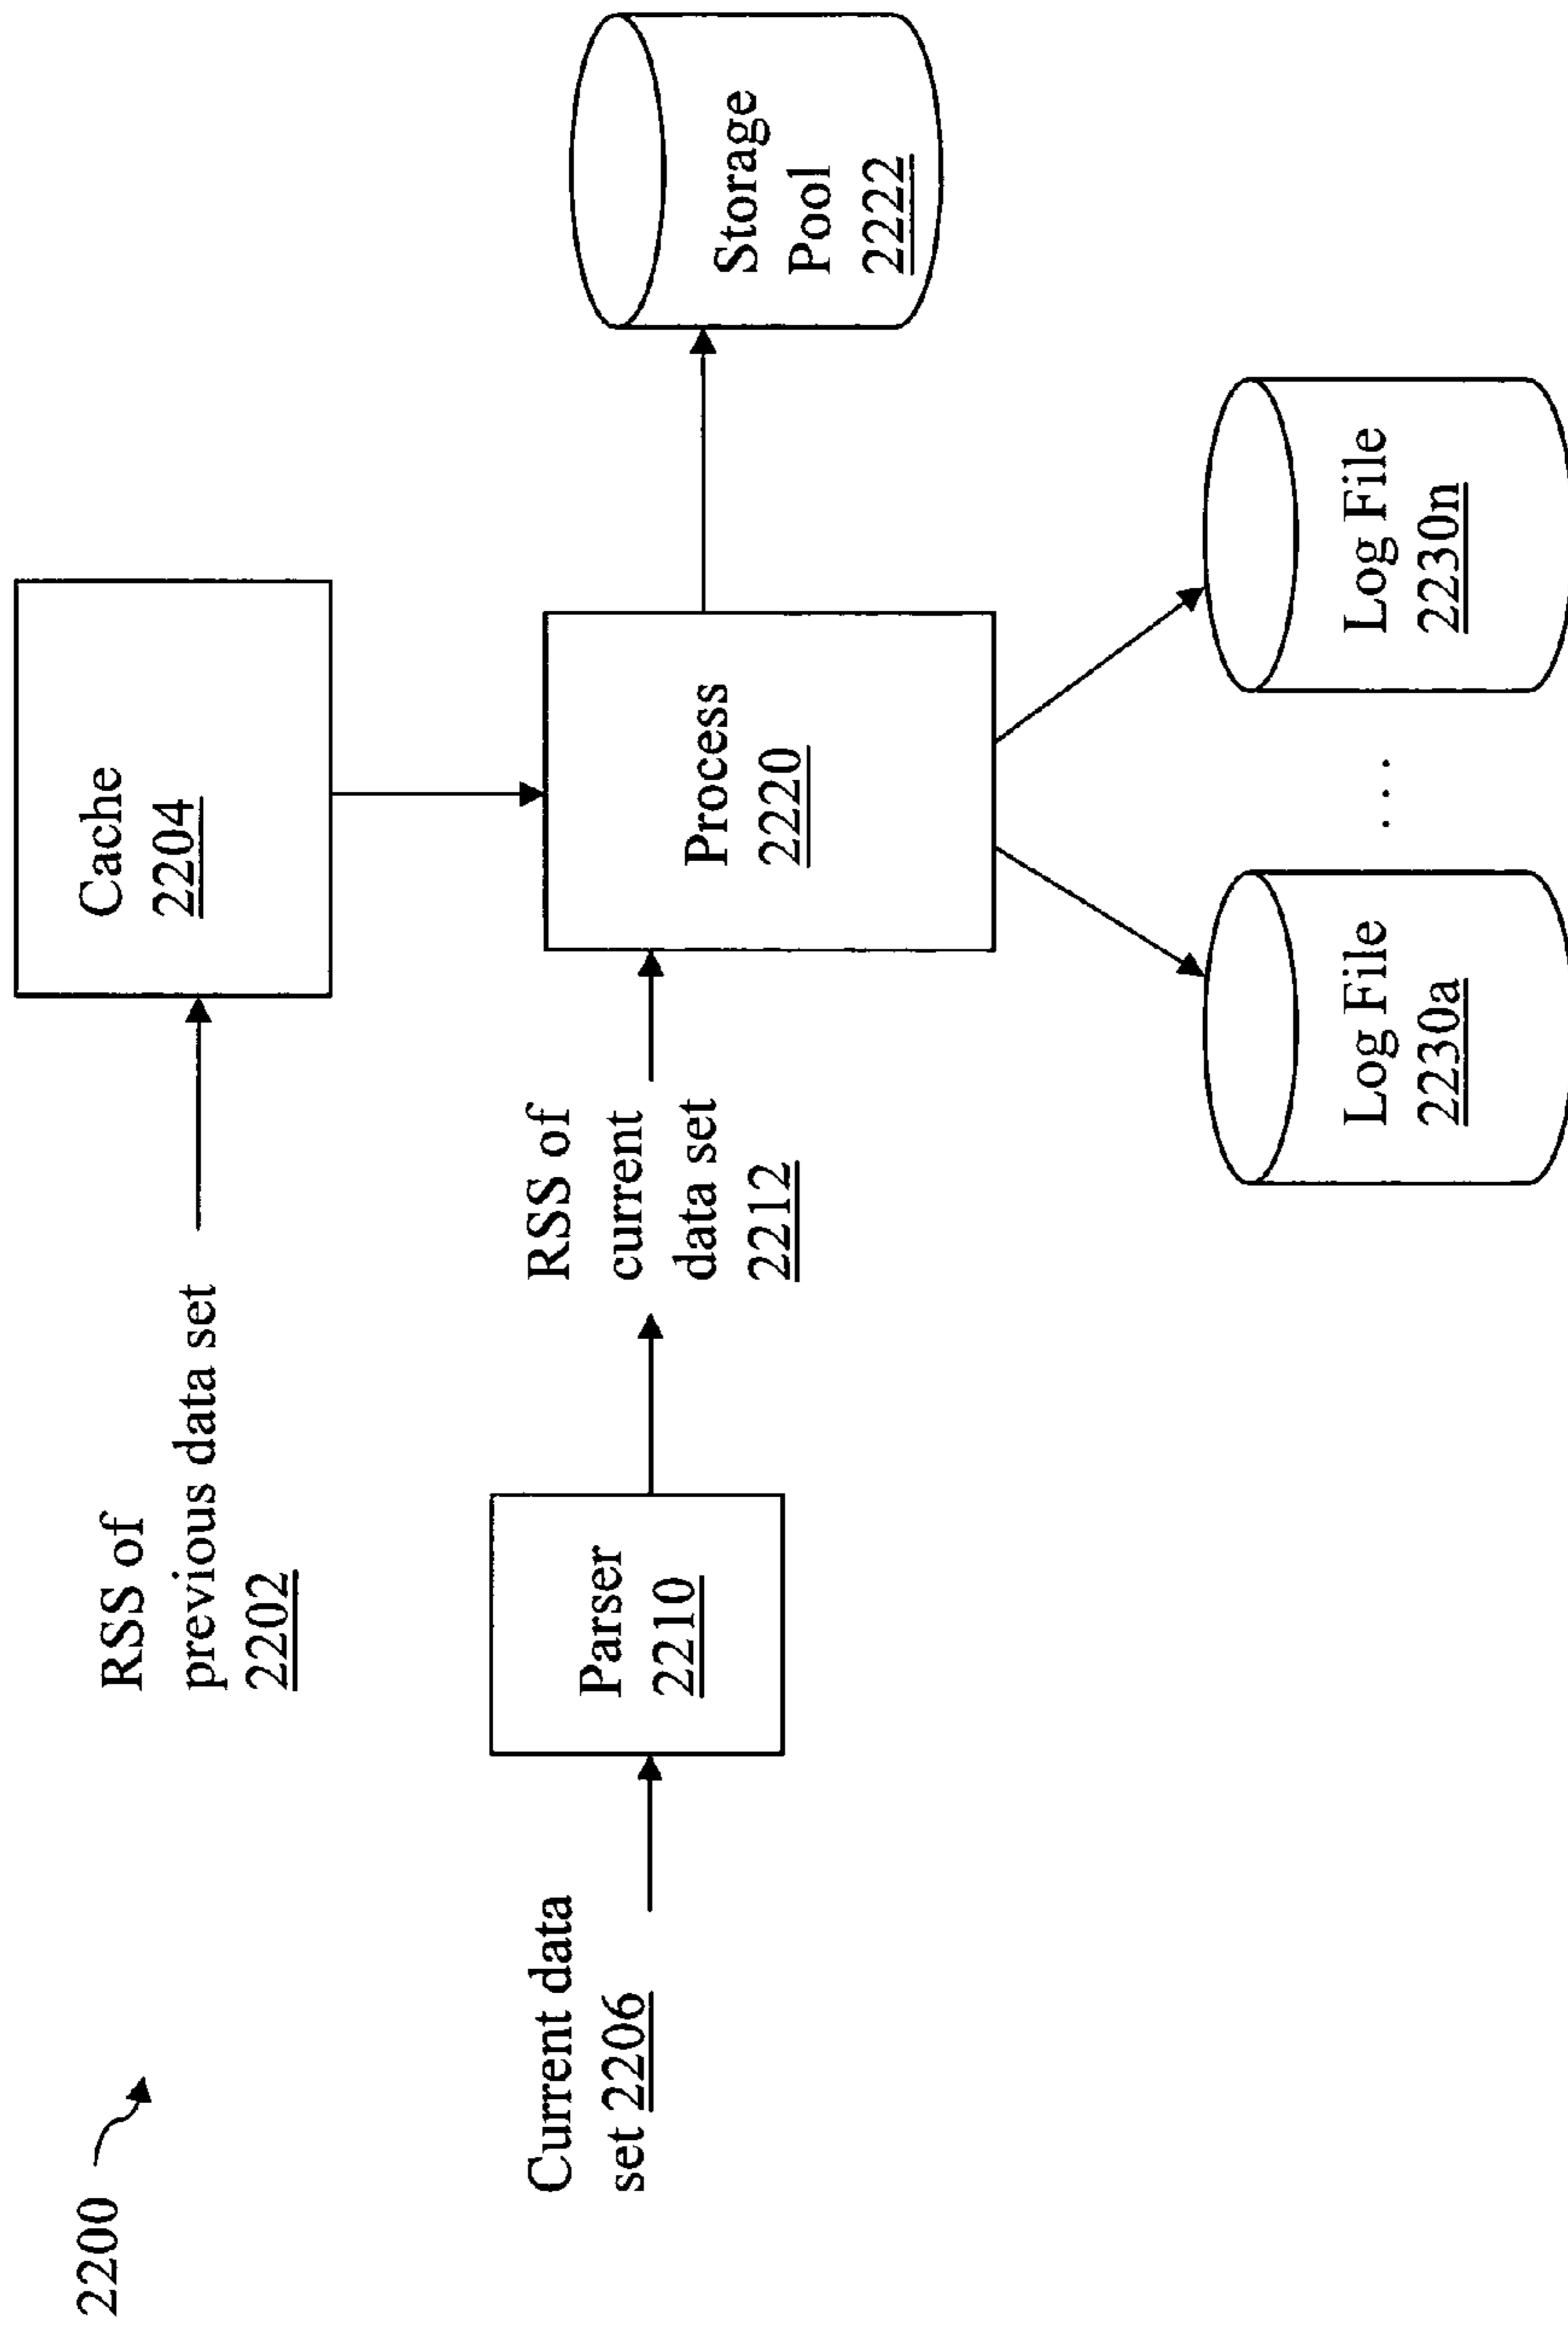 2200
RSS of
previous data set
2202
Cache
2204
Current data
set 2206
Parser
2210
RSS of
current
data set
2212
Process
2220
Storage
Pool
2222
Log File
2230a
. . .
Log File
2230n